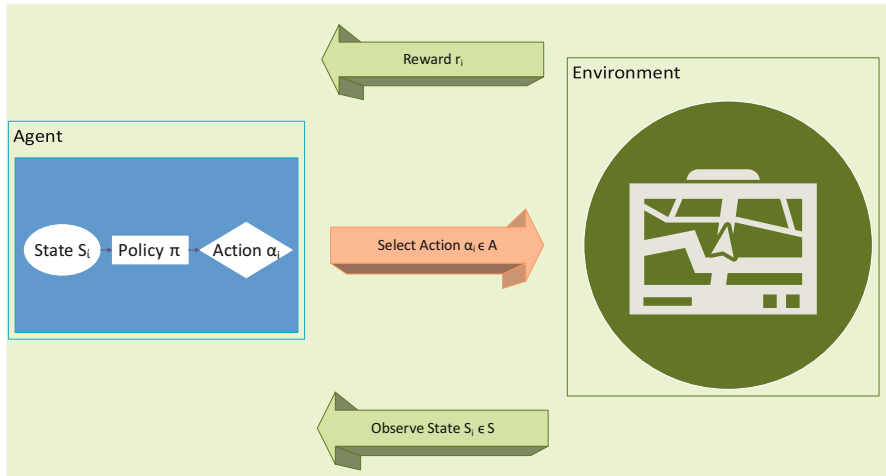 Reward rᵢ
Environment
Agent
State Sᵢ
Policy π
Action αᵢ
Select Action αᵢ ϵ A
Observe State Sᵢ ϵ S